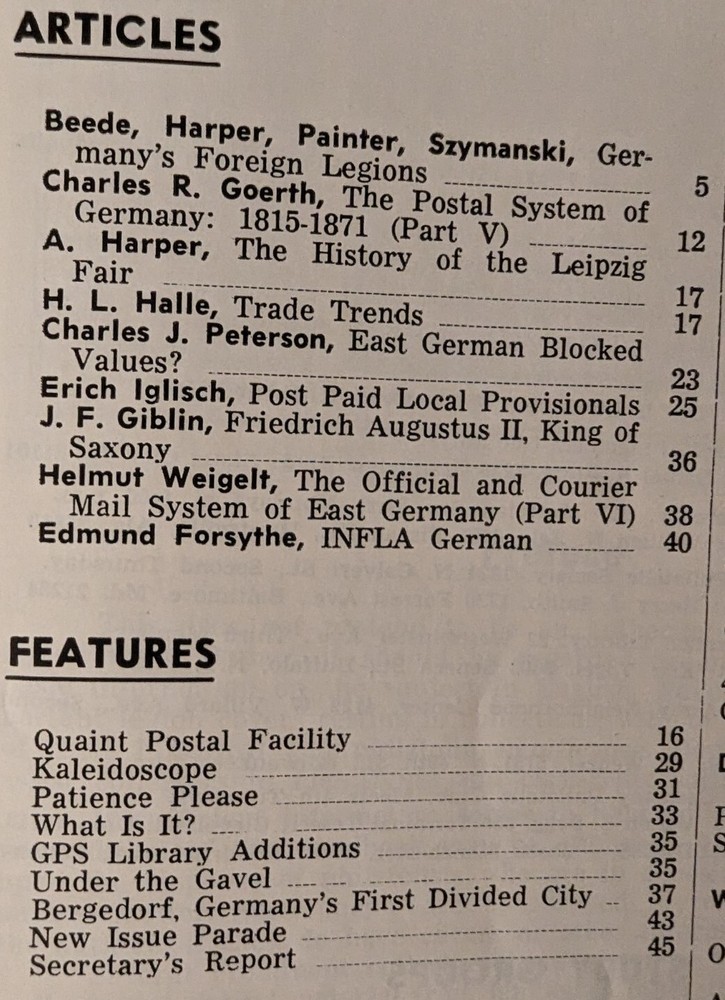 ARTICLES
Beede, Harper, Painter, Szymanski, Ger-
many's Foreign Legions 5
Charles R. Goerth, The Postal System of
Germany: 1815-1871 (Part V) 12
A. Harper, The History of the Leipzig
Fair 17
H. L. Halle, Trade Trends 17
Charles J. Peterson, East German Blocked
Values? 23
Erich Iglisch, Post Paid Local Provisionals 25
J. F. Giblin, Friedrich Augustus II, King of
Saxony 36
Helmut Weigelt, The Official and Courier
Mail System of East Germany (Part VI) 38
Edmund Forsythe, INFLA German 40
FEATURES
Quaint Postal Facility 16
Kaleidoscope 29
Patience Please 31
What Is It? 33
GPS Library Additions 35
Under the Gavel 35
Bergedorf, Germany's First Divided City 37
New Issue Parade 43
Secretary's Report 45